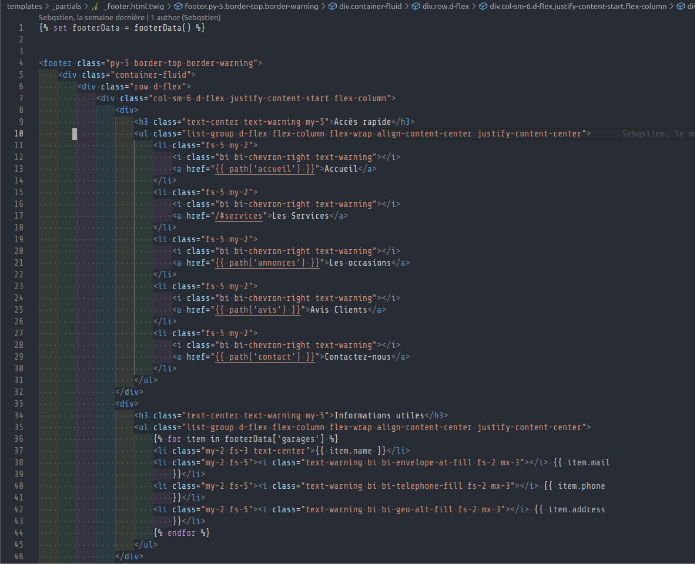 templates > _partials > _footer.html.twig > footer.py-5.border-top.border-warning > div.container-fluid > div.row.d-flex > div.col-sm-6.d-flex.justify-content-start.flex-column > div
Sebqstien, la semaine dernière | 1 author (Sebqstien)
1 {% set footerData = footerData() %}
2
3
4 <footer class="py-5 border-top border-warning">
5 <div class="container-fluid">
6 <div class="row d-flex">
7 <div class="col-sm-6 d-flex justify-content-start flex-column">
8 <div>
9 <h3 class="text-center text-warning my-5">Accès rapide</h3>
10 <ul class="list-group d-flex flex-column flex-wrap align-content-center justify-content-center"> Sebqstien, le m
11 <li class="fs-5 my-2">
12 <i class="bi bi-chevron-right text-warning"></i>
13 <a href="{{ path('accueil') }}">Accueil</a>
14 </li>
15 <li class="fs-5 my-2">
16 <i class="bi bi-chevron-right text-warning"></i>
17 <a href="/#services">Les Services</a>
18 </li>
19 <li class="fs-5 my-2">
20 <i class="bi bi-chevron-right text-warning"></i>
21 <a href="{{ path('annonces') }}">Les occasions</a>
22 </li>
23 <li class="fs-5 my-2">
24 <i class="bi bi-chevron-right text-warning"></i>
25 <a href="{{ path('avis') }}">Avis Clients</a>
26 </li>
27 <li class="fs-5 my-2">
28 <i class="bi bi-chevron-right text-warning"></i>
29 <a href="{{ path('contact') }}">Contactez-nous</a>
30 </li>
31 </ul>
32 </div>
33 <div>
34 <h3 class="text-center text-warning my-5">Informations utiles</h3>
35 <ul class="list-group d-flex flex-column flex-wrap align-content-center justify-content-center">
36 {% for item in footerData['garages'] %}
37 <li class="my-2 fs-3 text-center">{{ item.name }}</li>
38 <li class="my-2 fs-5"><i class="text-warning bi bi-envelope-at-fill fs-2 mx-3"></i> {{ item.mail
39 }}</li>
40 <li class="my-2 fs-5"><i class="text-warning bi bi-telephone-fill fs-2 mx-3"></i> {{ item.phone
41 }}</li>
42 <li class="my-2 fs-5"><i class="text-warning bi bi-geo-alt-fill fs-2 mx-3"></i> {{ item.address
43 }}</li>
44 {% endfor %}
45 </ul>
46 </div>